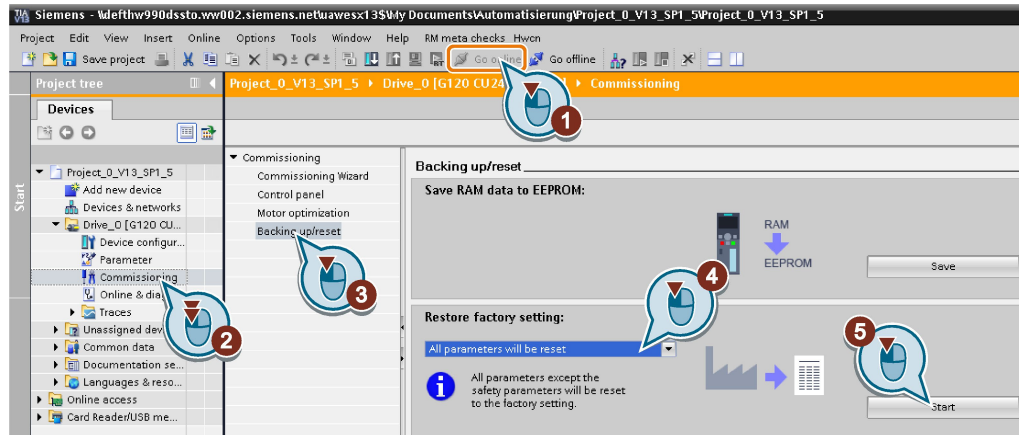 Siemens - \\defthw990dssto.ww002.siemens.net\uawesx13$\My Documents\Automatisierung\Project_0_V13_SP1_5\Project_0_V13_SP1_5
Project Edit View Insert Online Options Tools Window Help RM meta checks Hwcn
Save project Go online Go offline
Project tree
Project_0_V13_SP1_5 Drive_0 [G120 CU24 Commissioning
1
Devices
Start
Project_0_V13_SP1_5
Add new device
Devices & networks
Drive_0 [G120 CU...
Device configur...
Parameter
Commissioning
Online & dia
Traces
Unassigned dev
Common data
Documentation se...
Languages & reso...
Online access
Card Reader/USB me...
2
Commissioning
Commissioning Wizard
Control panel
Motor optimization
Backing up/reset
3
Backing up/reset
Save RAM data to EEPROM:
RAM
EEPROM
Save
4
Restore factory setting:
All parameters will be reset
All parameters except the
safety parameters will be reset
to the factory setting.
5
Start